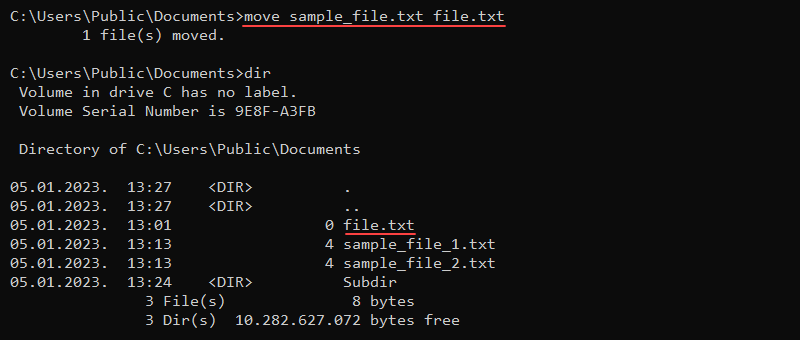 C:\Users\Public\Documents>move sample_file.txt file.txt
        1 file(s) moved.

C:\Users\Public\Documents>dir
 Volume in drive C has no label.
 Volume Serial Number is 9E8F-A3FB

 Directory of C:\Users\Public\Documents

05.01.2023.  13:27    <DIR>          .
05.01.2023.  13:27    <DIR>          ..
05.01.2023.  13:01                 0 file.txt
05.01.2023.  13:13                 4 sample_file_1.txt
05.01.2023.  13:13                 4 sample_file_2.txt
05.01.2023.  13:24    <DIR>          Subdir
               3 File(s)              8 bytes
               3 Dir(s)  10.282.627.072 bytes free